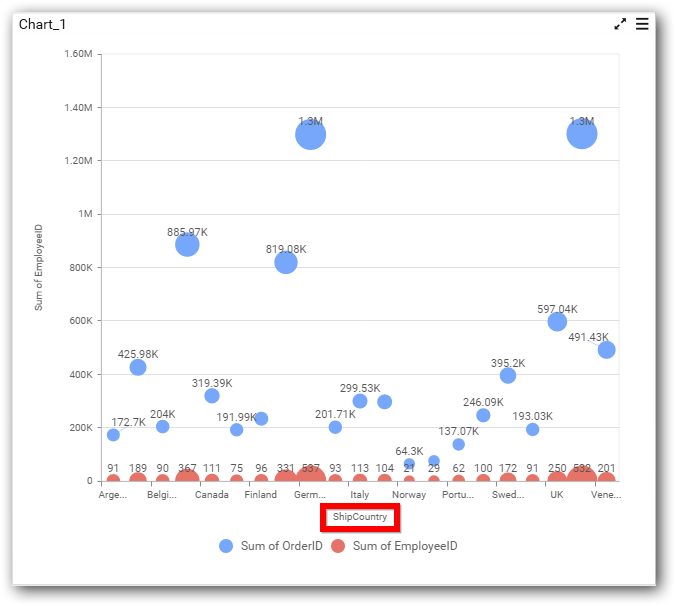 Chart_1
1.60M
1.40M
1.3M 1.3M
1.20M
1M
885.97K
819.08K
800K
Sum of EmployeeID
600K
597.04K
491.43K
425.98K
400K
395.2K
319.39K
299.53K
246.09K
204K
201.71K
200K
191.99K
193.03K
172.7K
137.07K
64.3K
91 189 90 367 111 75 96 331 537 93 113 104 21 29 62 100 172 91 250 532 201
0
Arge... Belgi... Canada Finland Germ... Italy Norway Portu... Swed... UK Vene...
ShipCountry
Sum of OrderID Sum of EmployeeID